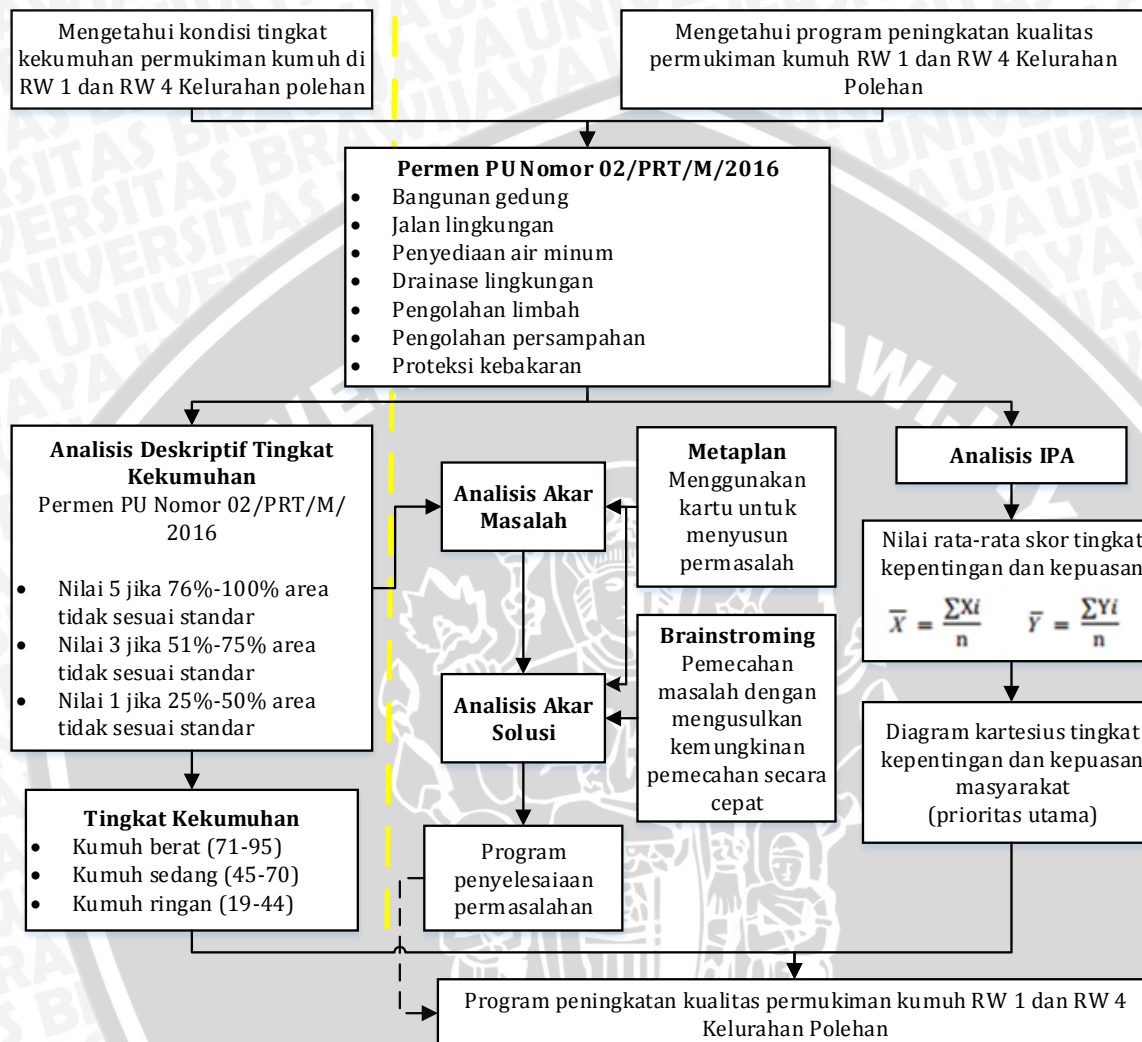 Mengetahui kondisi tingkat
kekumuhan permukiman kumuh di
RW 1 dan RW 4 Kelurahan polehan
Mengetahui program peningkatan kualitas
permukiman kumuh RW 1 dan RW 4 Kelurahan
Polehan
Permen PU Nomor 02/PRT/M/2016
• Bangunan gedung
• Jalan lingkungan
• Penyediaan air minum
• Drainase lingkungan
• Pengolahan limbah
• Pengolahan persampahan
• Proteksi kebakaran
Analisis Deskriptif Tingkat
Kekumuhan
Permen PU Nomor 02/PRT/M/
2016
• Nilai 5 jika 76%-100% area
tidak sesuai standar
• Nilai 3 jika 51%-75% area
tidak sesuai standar
• Nilai 1 jika 25%-50% area
tidak sesuai standar
Tingkat Kekumuhan
• Kumuh berat (71-95)
• Kumuh sedang (45-70)
• Kumuh ringan (19-44)
Analisis Akar
Masalah
Analisis Akar
Solusi
Program
penyelesaiaan
permasalahan
Metaplan
Menggunakan
kartu untuk
menyusun
permasalah
Brainstroming
Pemecahan
masalah dengan
mengusulkan
kemungkinan
pemecahan secara
cepat
Analisis IPA
Nilai rata-rata skor tingkat
kepentingan dan kepuasan
X̅ = ∑Xi/n Y̅ = ∑Yi/n
Diagram kartesius tingkat
kepentingan dan kepuasan
masyarakat
(prioritas utama)
Program peningkatan kualitas permukiman kumuh RW 1 dan RW 4
Kelurahan Polehan